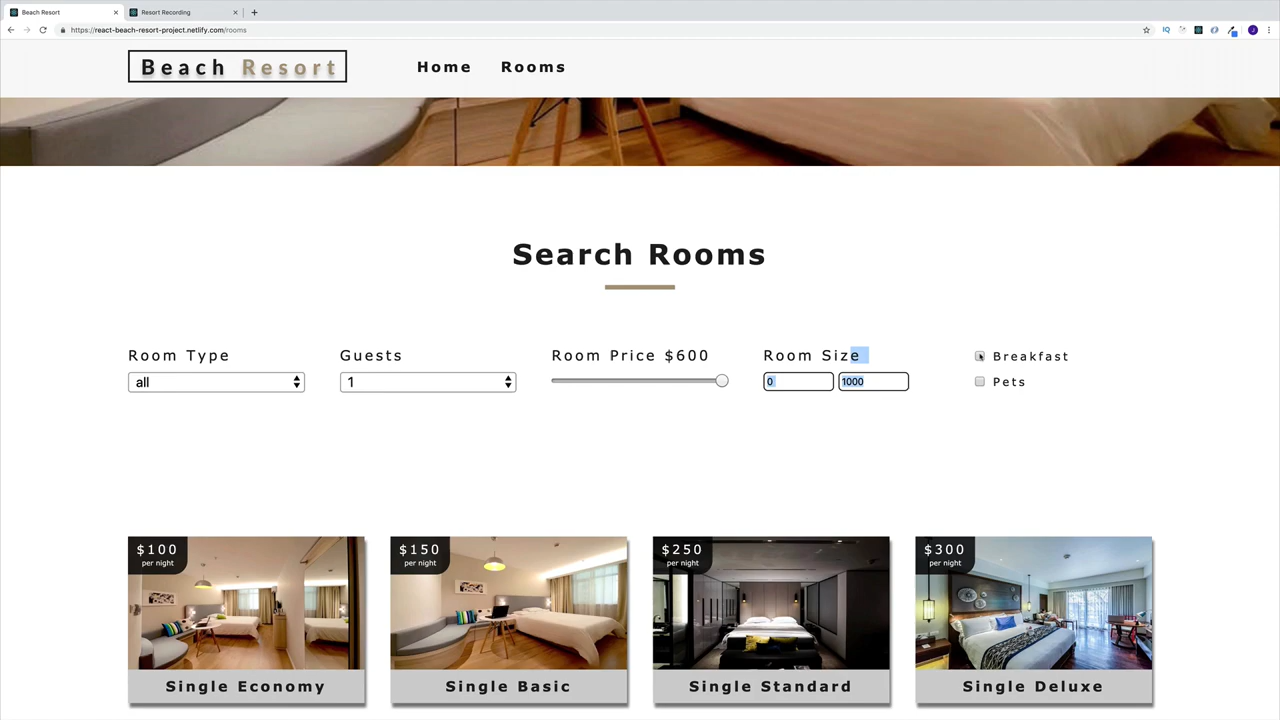 Beach Resort
Resort Recording
https://react-beach-resort-project.netlify.com/rooms
IQ
J
Beach Resort
Home
Rooms
Search Rooms
Room Type
Guests
Room Price $600
Room Size
Breakfast
all
1
0
1000
Pets
$100
per night
$150
per night
$250
per night
$300
per night
Single Economy
Single Basic
Single Standard
Single Deluxe